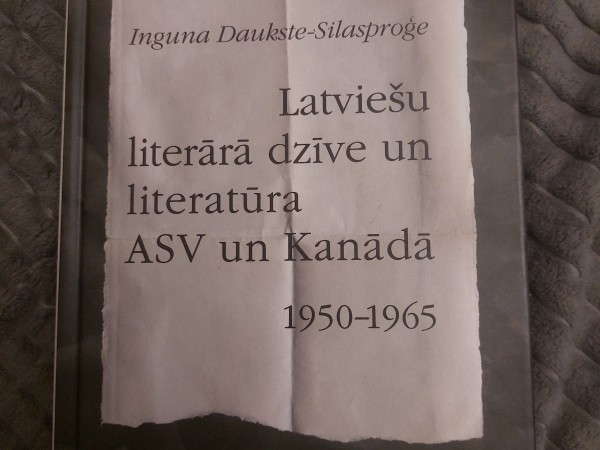 Inguna Daukste-Silasproģe
Latviešu
literārā dzīve un
literatūra
ASV un Kanādā
1950–1965